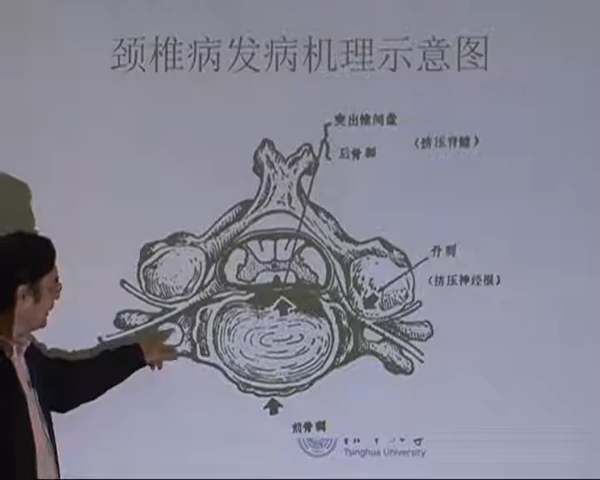 颈椎病发病机理示意图
突出椎间盘
后骨刺
(挤压脊髓)
骨刺
(挤压神经根)
前骨刺
Tsinghua University